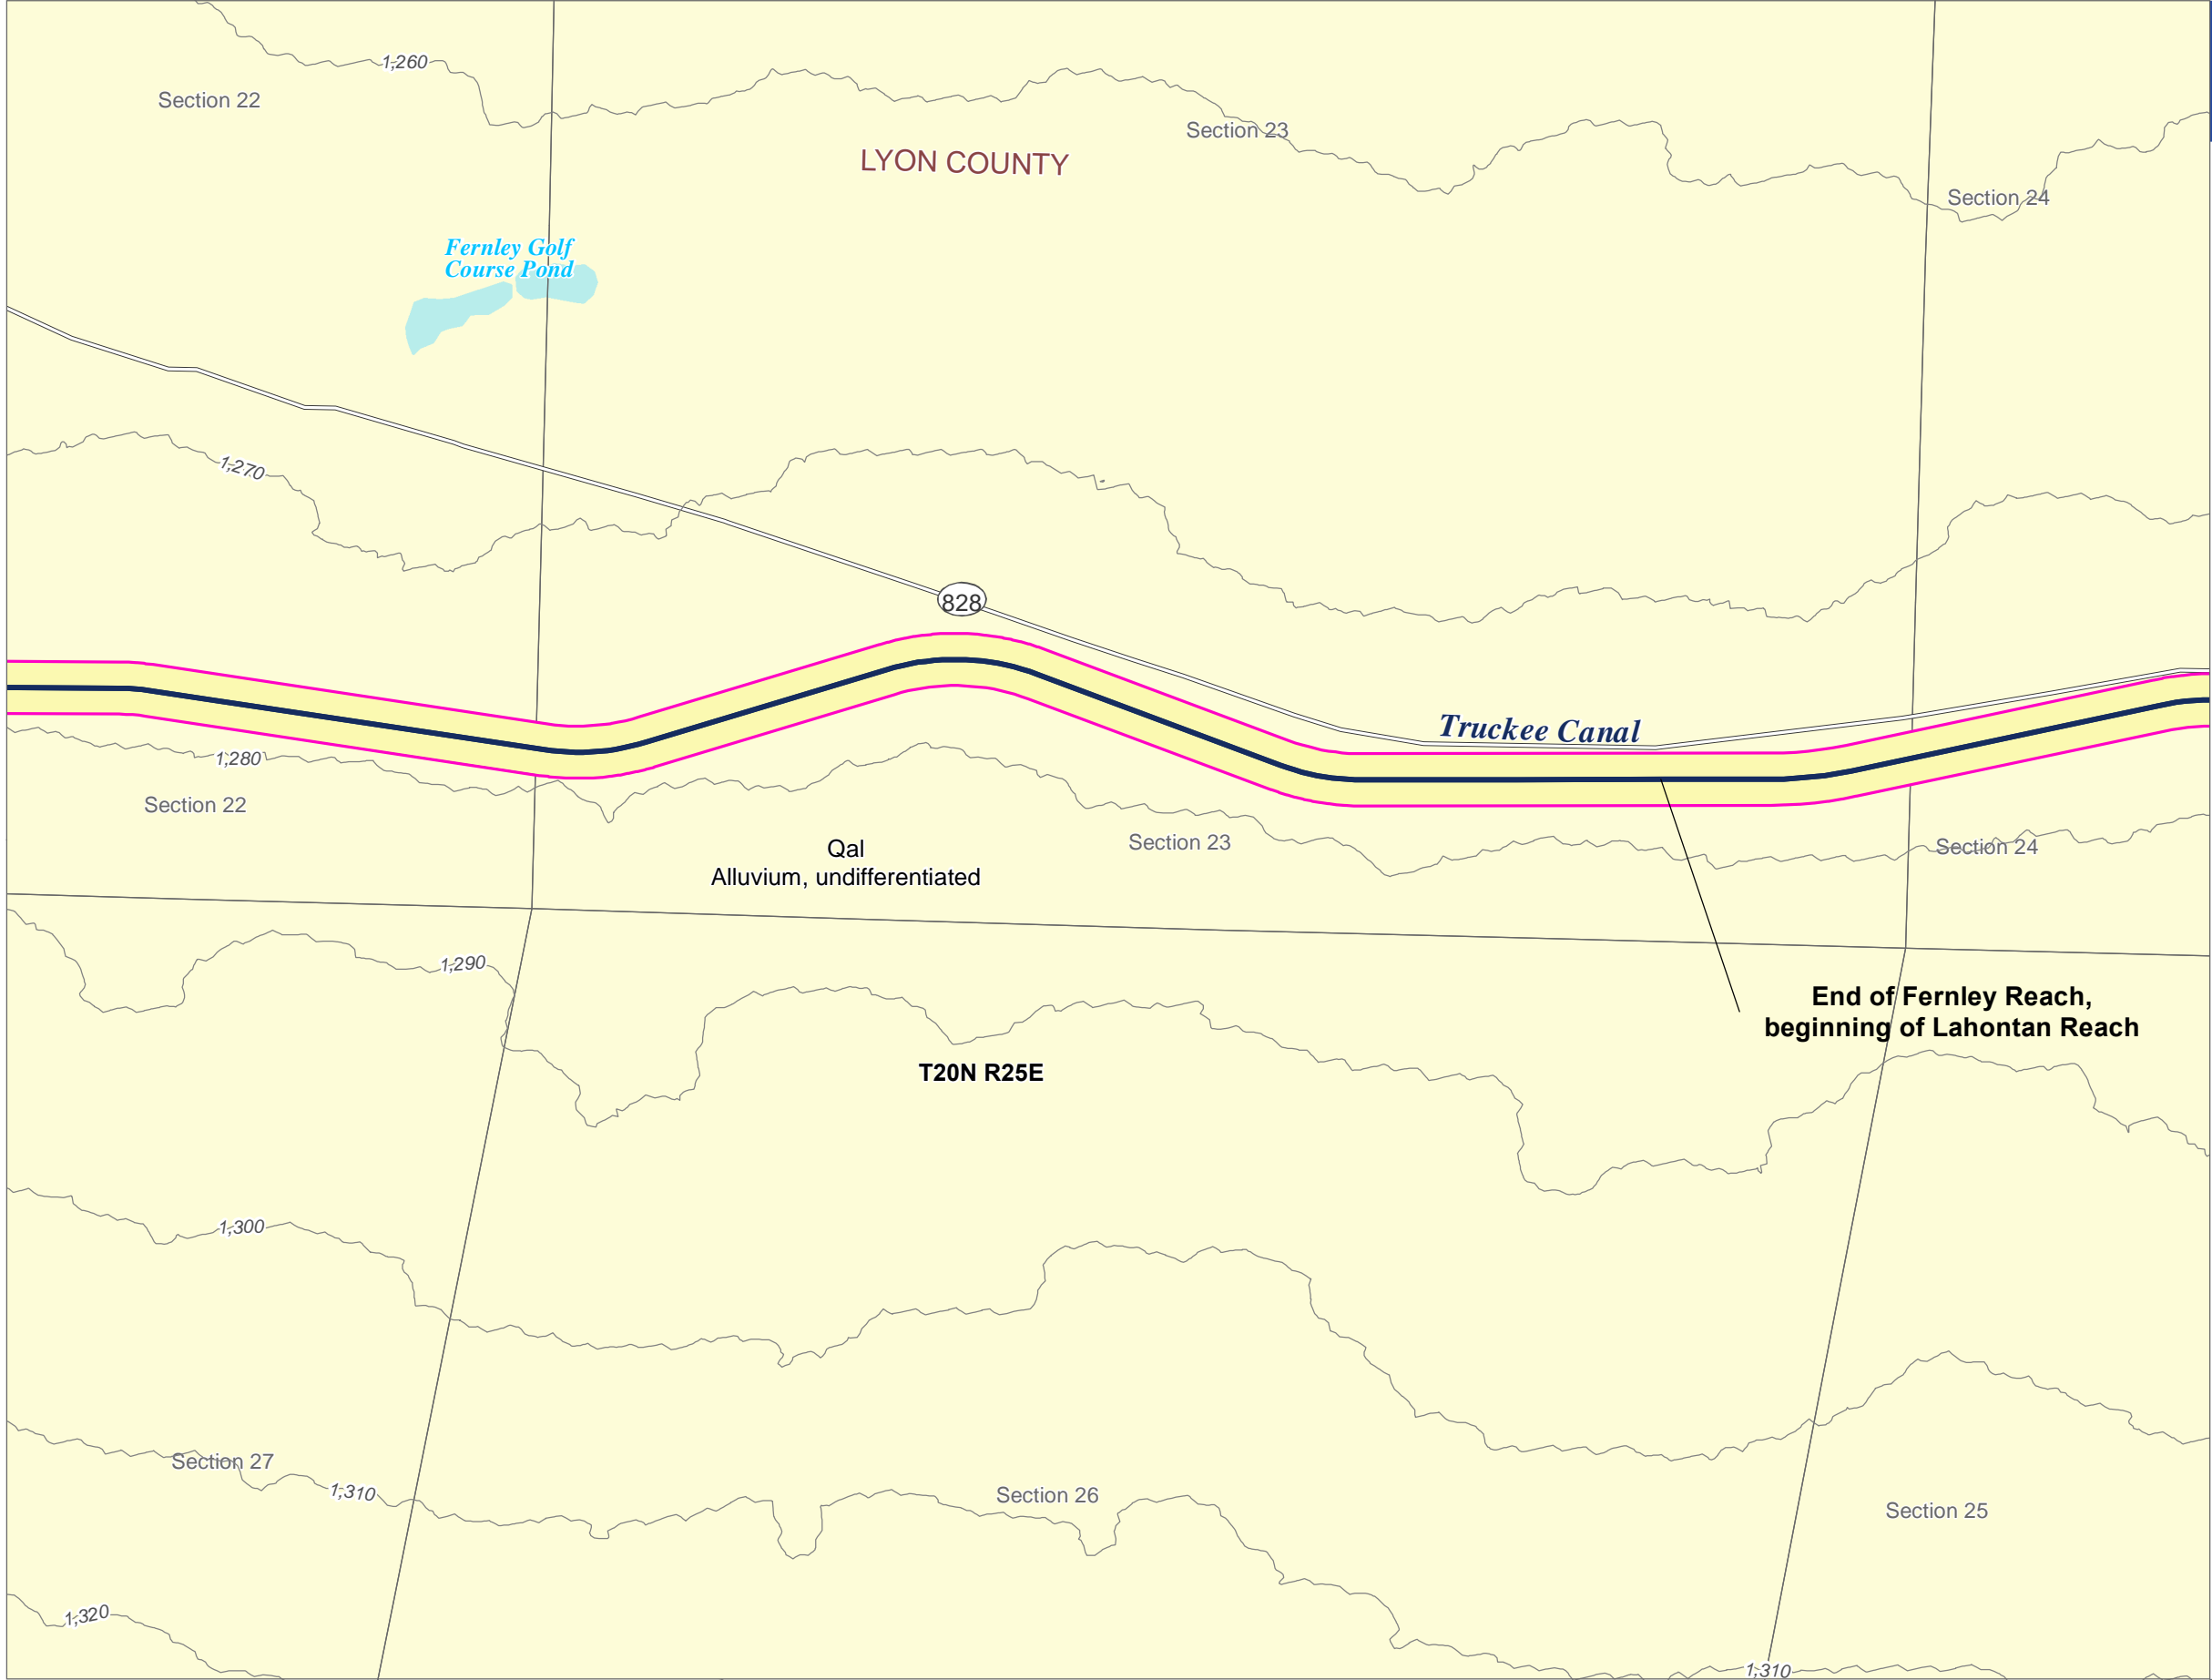 1,260
Section 22
Section 23
LYON COUNTY
Section 24
Fernley Golf
Course Pond
1,270
828
Truckee Canal
1,280
Section 22
Section 23
Section 24
Qal
Alluvium, undifferentiated
1,290
End of Fernley Reach,
beginning of Lahontan Reach
T20N R25E
1,300
Section 27
1,310
Section 26
Section 25
1,320
1,310